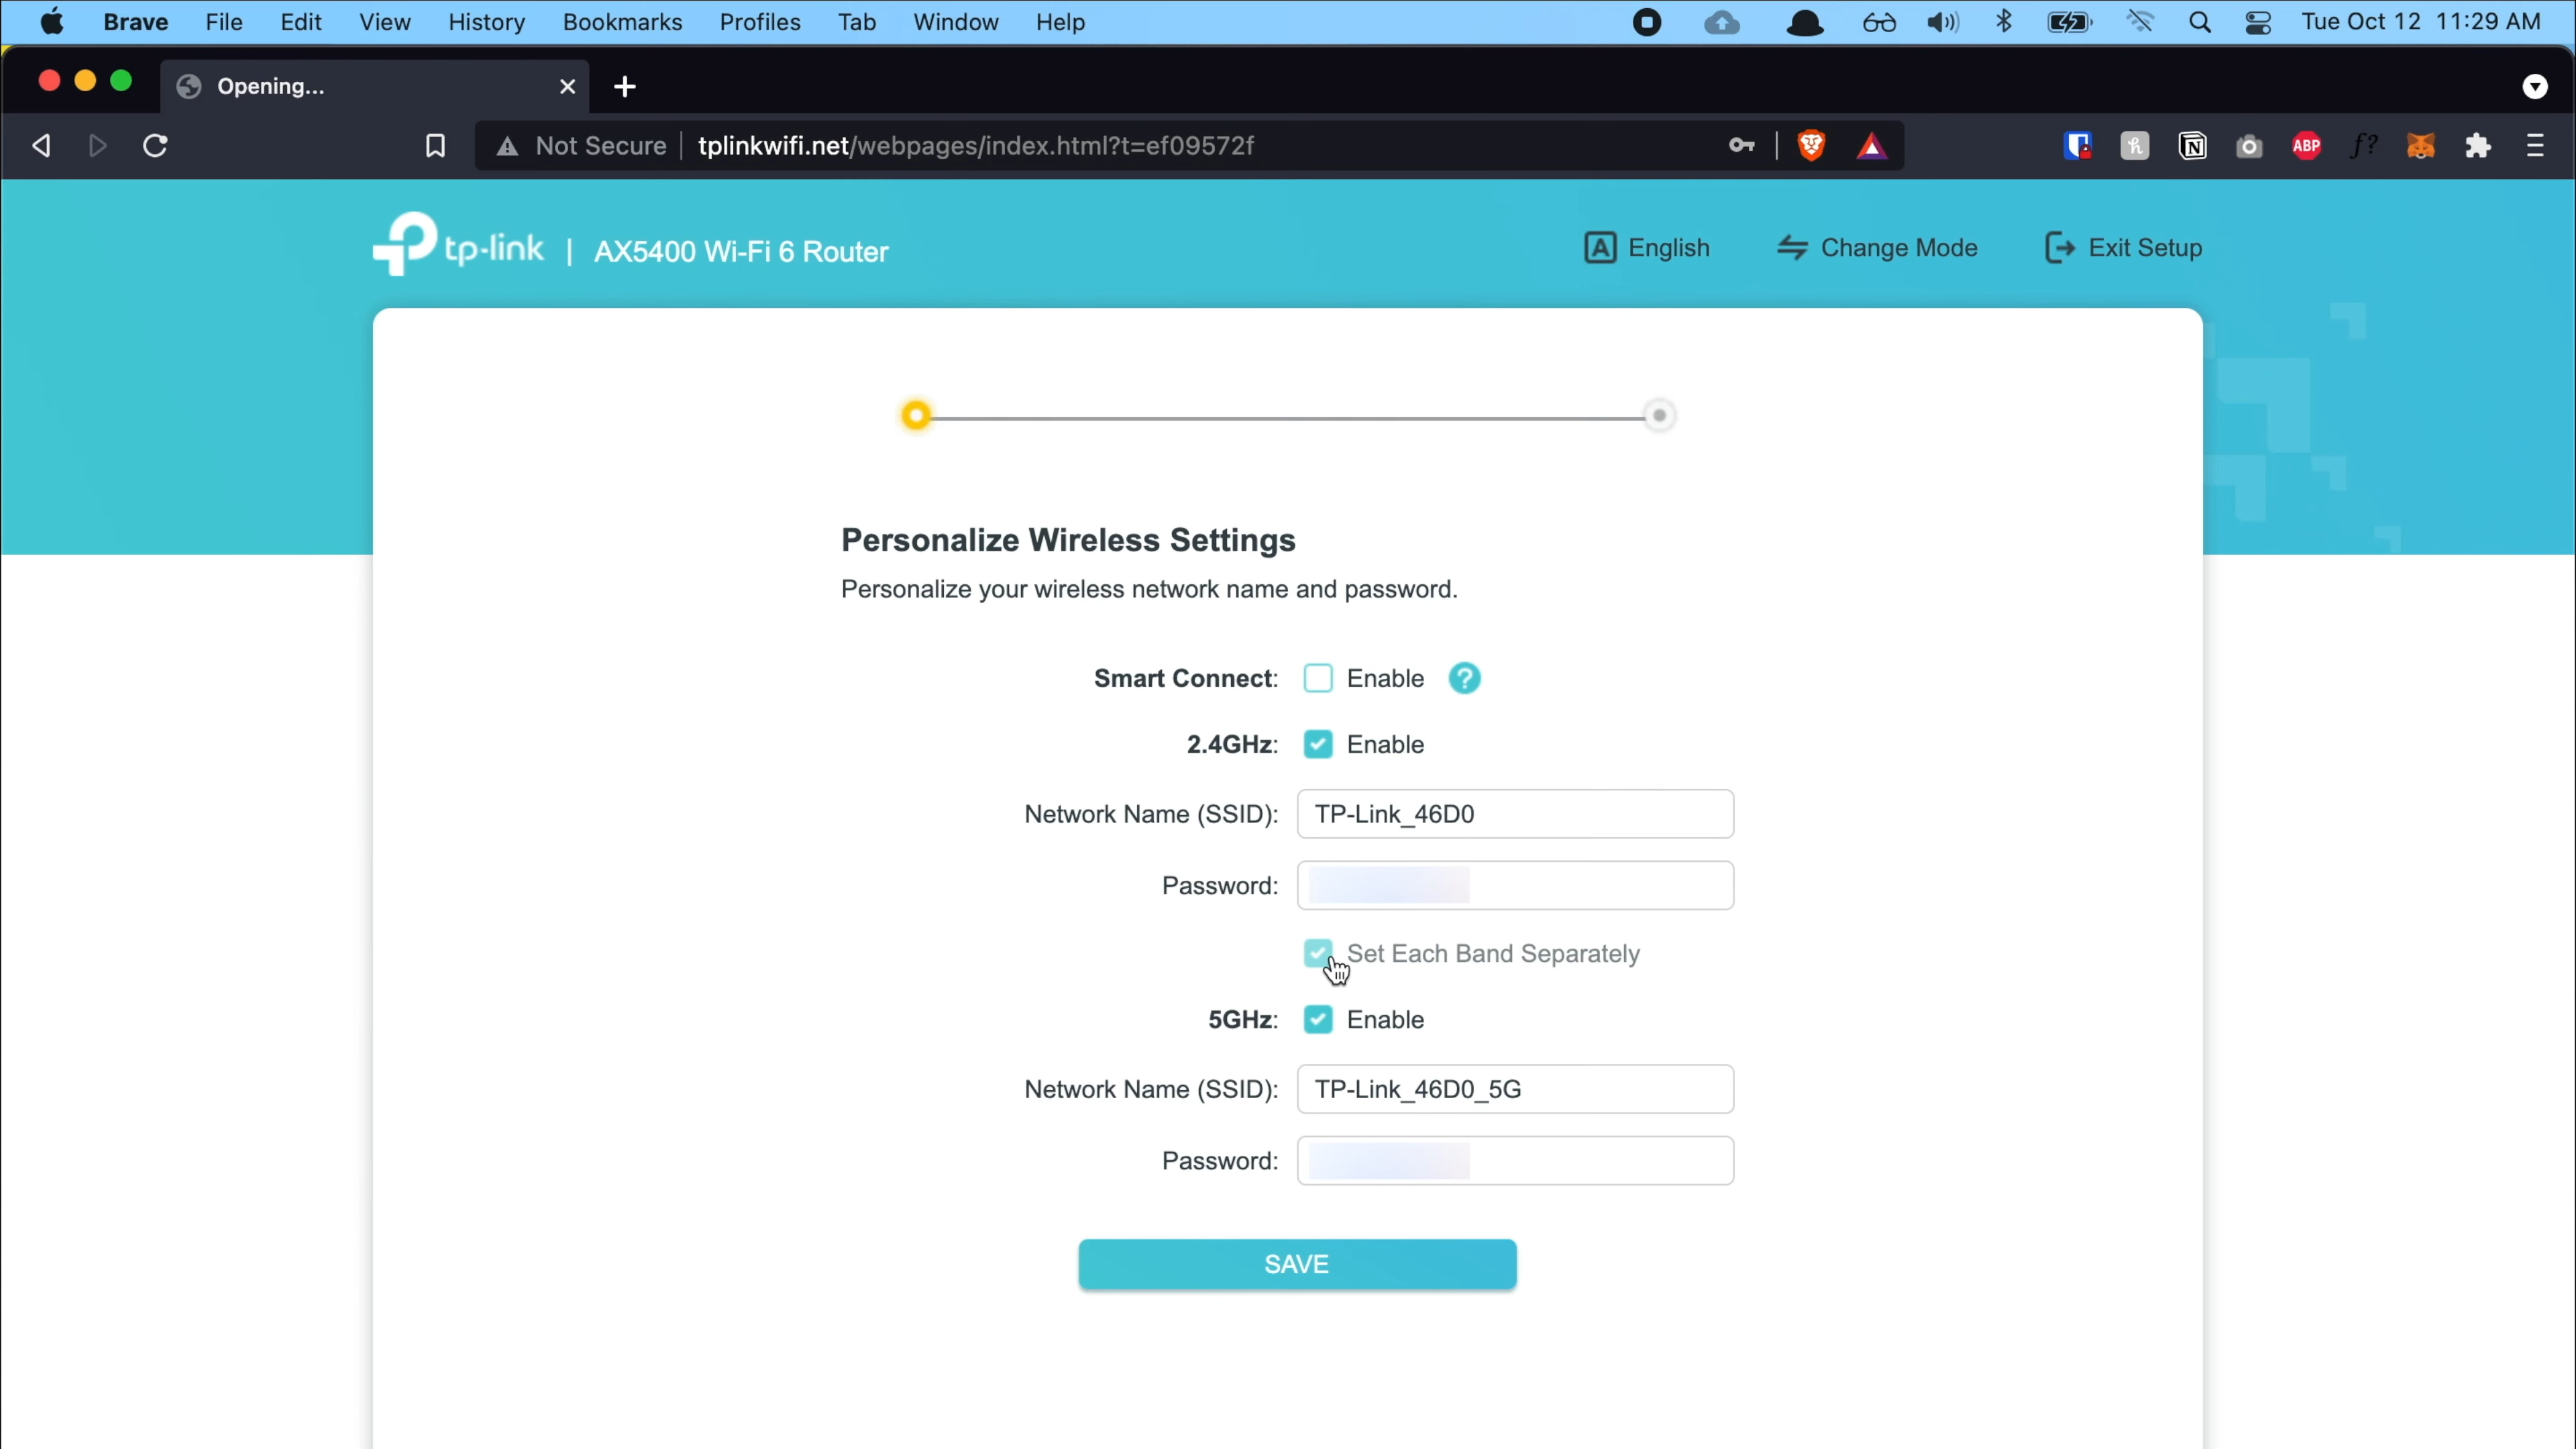 Brave File Edit View History Bookmarks Profiles Tab Window Help Tue Oct 12 11:29 AM
Opening...
Not Secure tplinkwifi.net/webpages/index.html?t=ef09572f ABP f?
tp-link | AX5400 Wi-Fi 6 Router A English Change Mode Exit Setup
Personalize Wireless Settings
Personalize your wireless network name and password.
Smart Connect: Enable ?
2.4GHz: Enable
Network Name (SSID): TP-Link_46D0
Password:
Set Each Band Separately
5GHz: Enable
Network Name (SSID): TP-Link_46D0_5G
Password:
SAVE